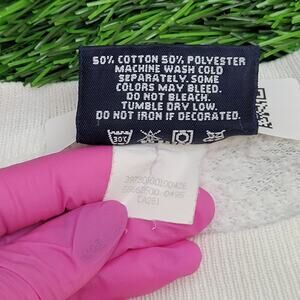 50% COTTON 50% POLYESTER
MACHINE WASH COLD
SEPARATELY. SOME
COLORS MAY BLEED.
DO NOT BLEACH.
TUMBLE DRY LOW.
DO NOT IRON IF DECORATED.
CA281